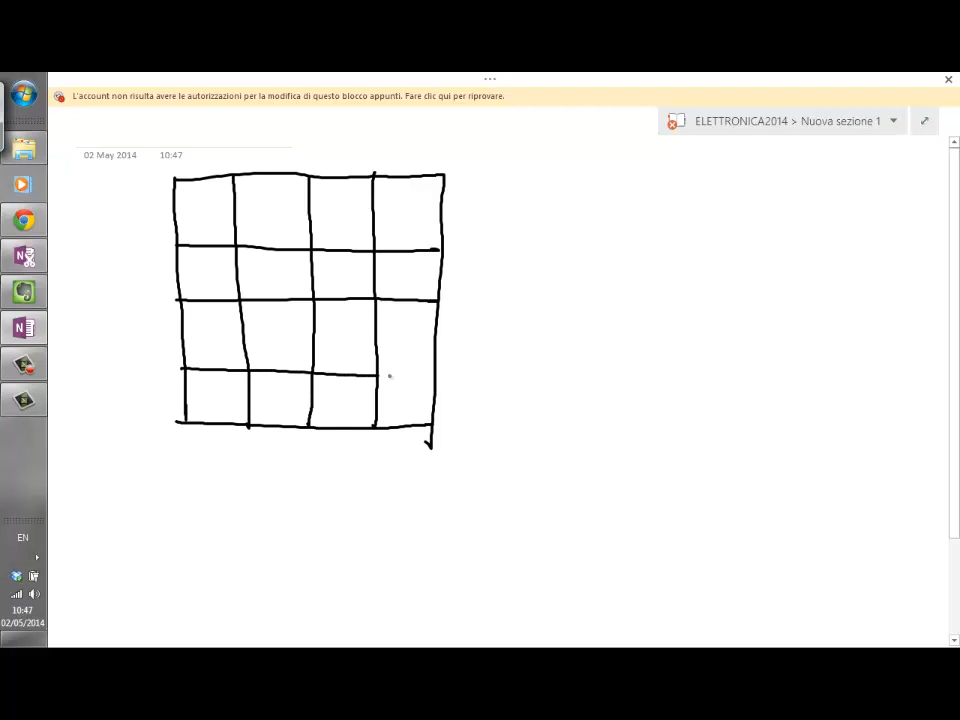 L'account non risulta avere le autorizzazioni per la modifica di questo blocco appunti. Fare clic qui per riprovare.
ELETTRONICA2014 > Nuova sezione 1
02 May 2014 10:47
EN
10:47
02/05/2014